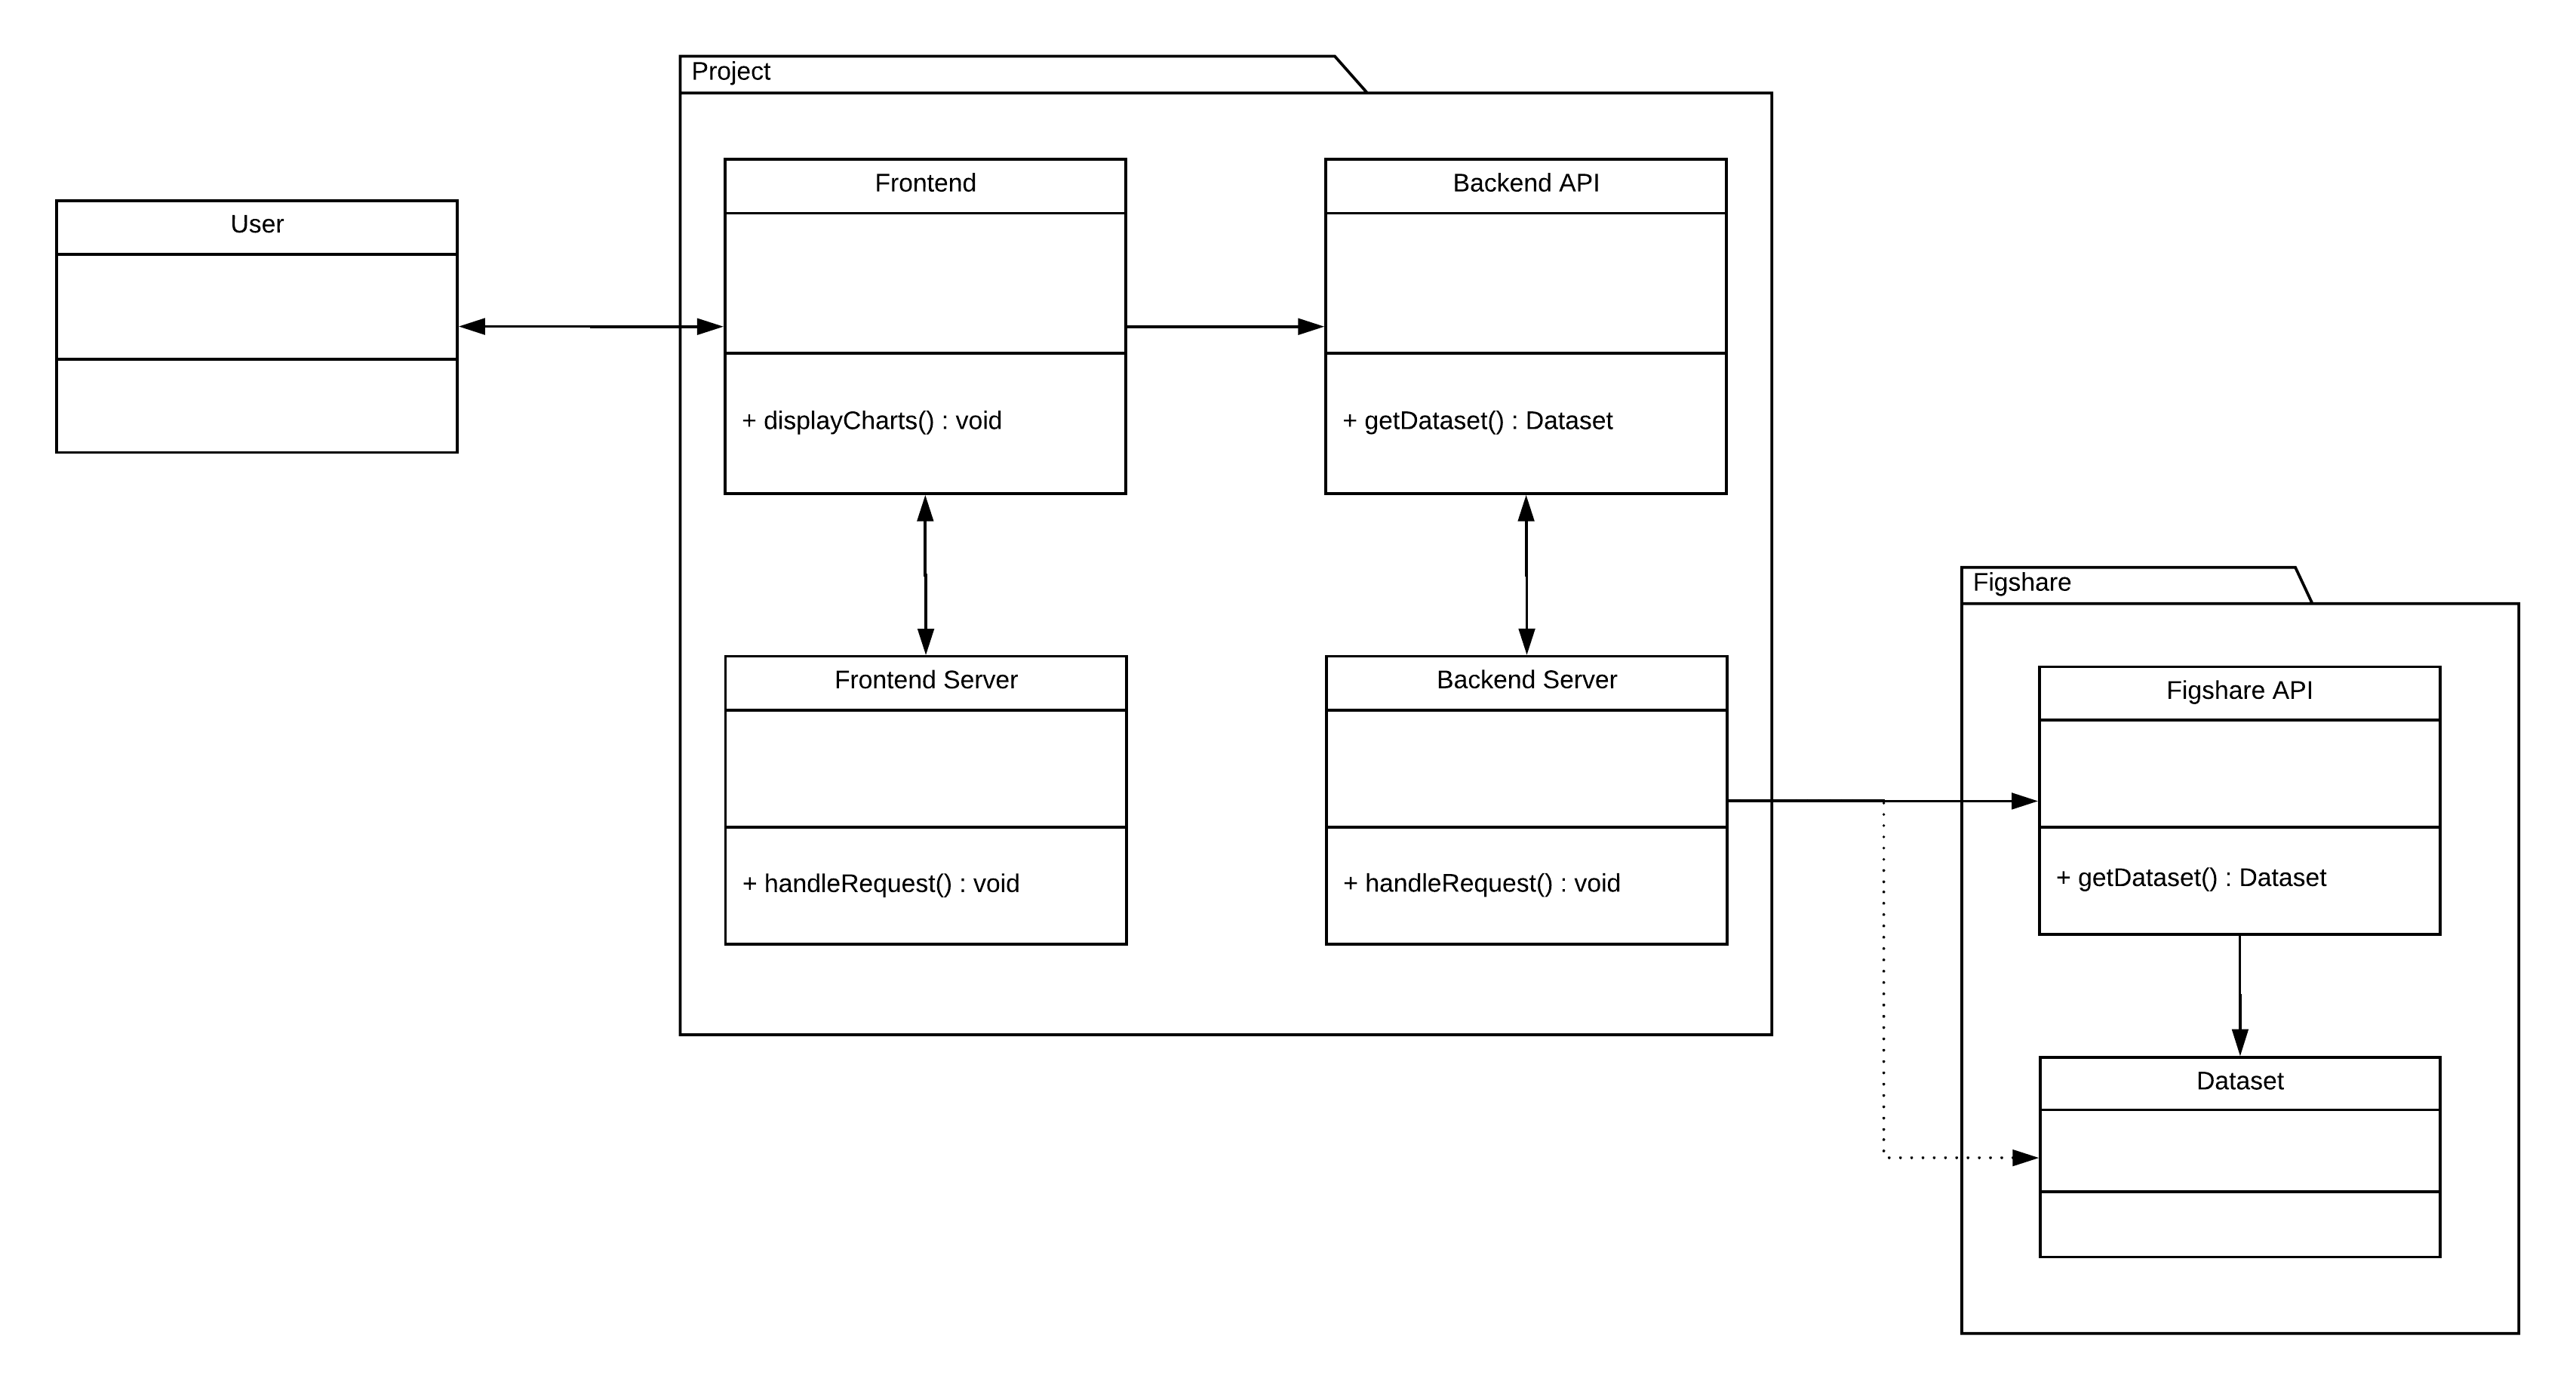 Project
Frontend
Backend API
User
+ displayCharts() : void
+ getDataset() : Dataset
Figshare
Frontend Server
Backend Server
Figshare API
+ handleRequest() : void
+ handleRequest() : void
+ getDataset() : Dataset
Dataset